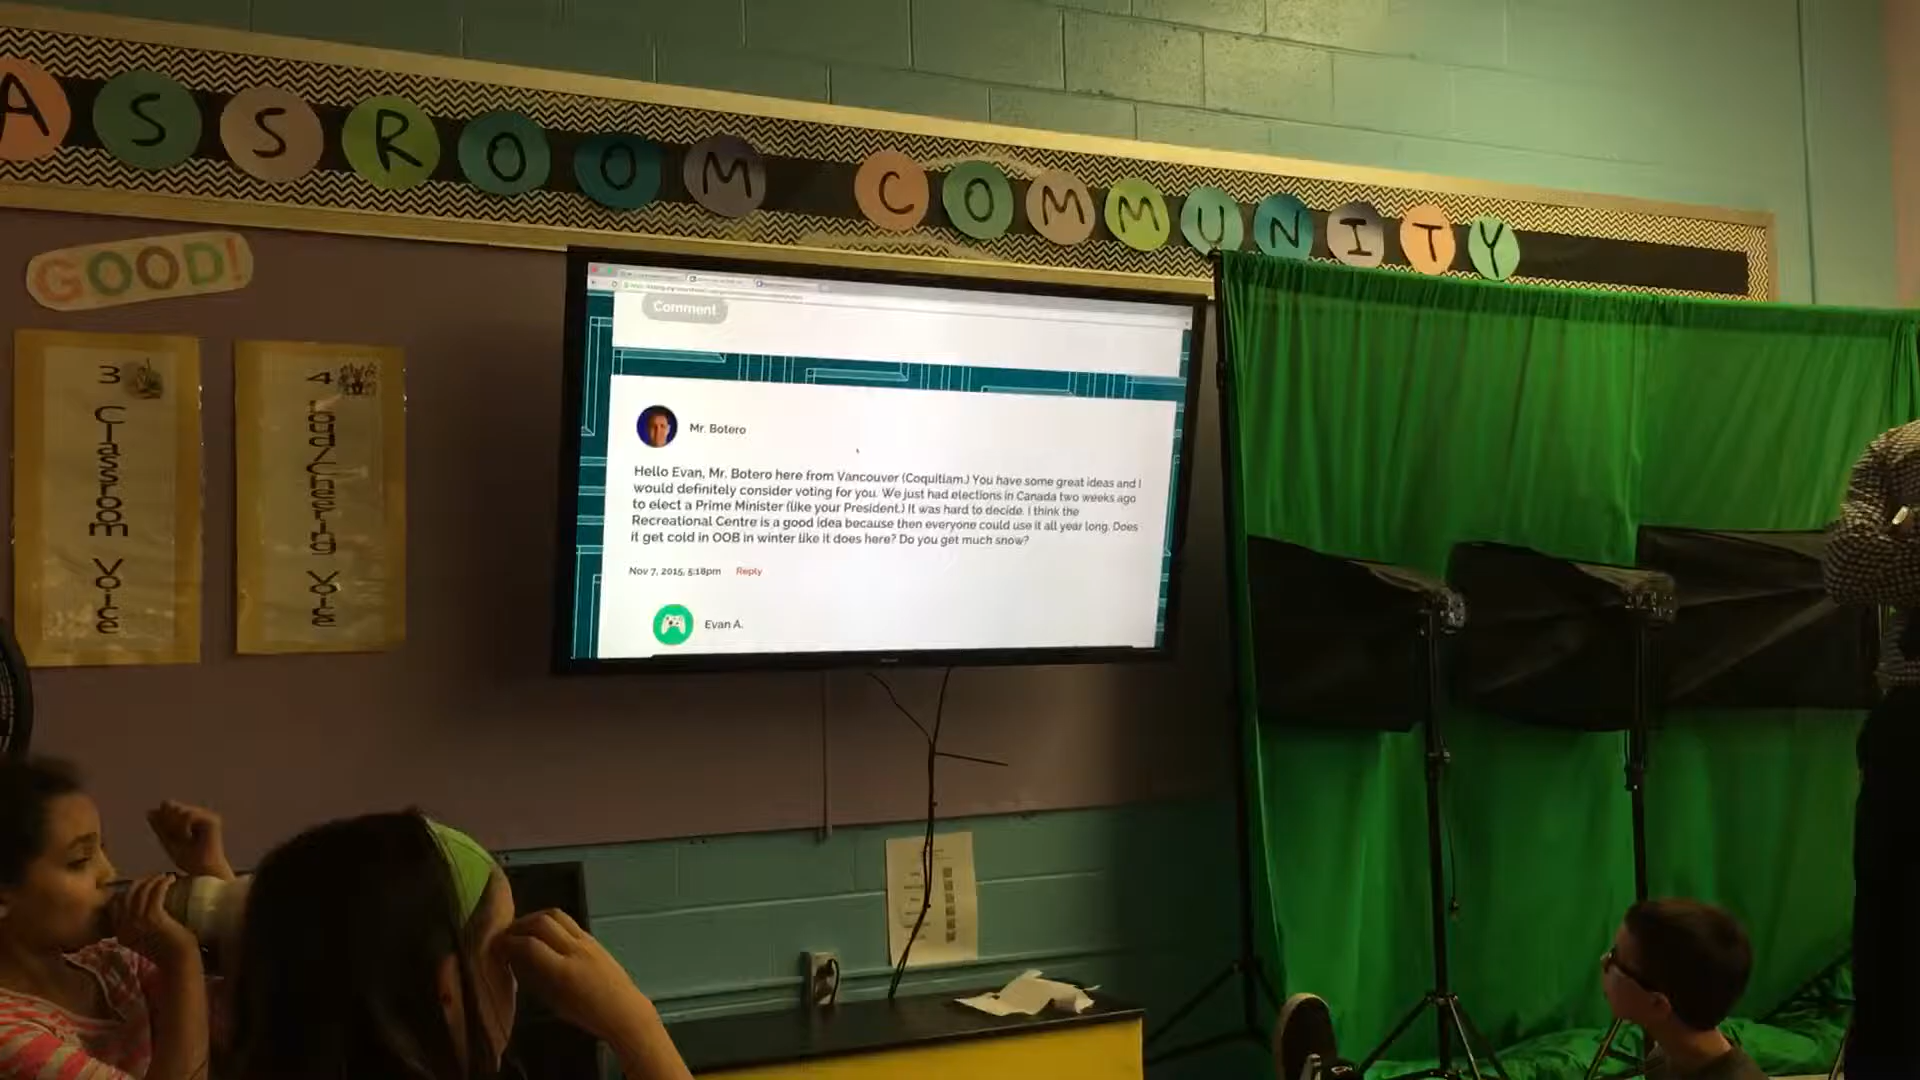 ASSROOM COMMUNITY
GOOD!
3
Classroom Voice
4
Voice
Comment
Mr. Botero
Hello Evan, Mr. Botero here from Vancouver (Coquitlam.) You have some great ideas and I
would definitely consider voting for you. We just had elections in Canada two weeks ago
to elect a Prime Minister (like your President.) It was hard to decide. I think the
Recreational Centre is a good idea because then everyone could use it all year long. Does
it get cold in OOB in winter like it does here? Do you get much snow?
Nov 7, 2015, 5:18pm Reply
Evan A.